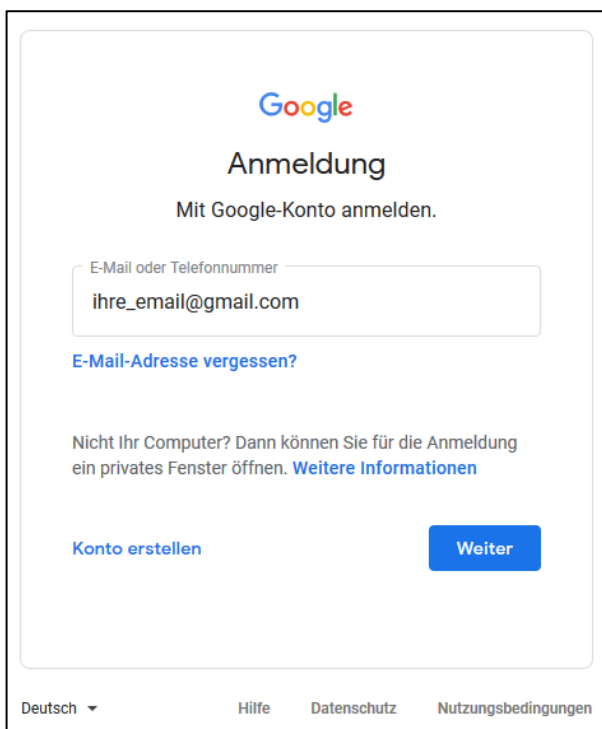 Google
Anmeldung
Mit Google-Konto anmelden.
E-Mail oder Telefonnummer
ihre_email@gmail.com
E-Mail-Adresse vergessen?
Nicht Ihr Computer? Dann können Sie für die Anmeldung
ein privates Fenster öffnen. Weitere Informationen
Konto erstellen Weiter
Deutsch Hilfe Datenschutz Nutzungsbedingungen